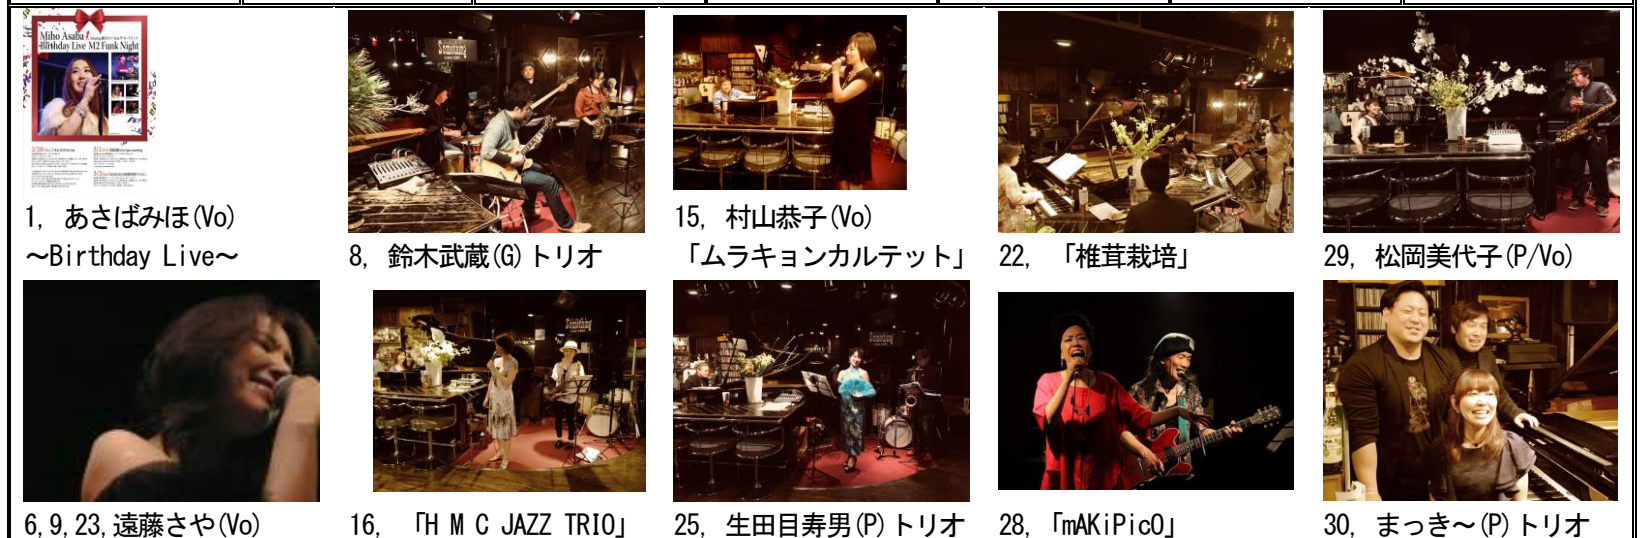 Miho Asaba
Birthday Live M2 Funk Night
Something
1, あさばみほ(Vo)
～Birthday Live～
8, 鈴木武蔵(G)トリオ
15, 村山恭子(Vo)
「ムラキョンカルテット」
22, 「椎茸栽培」
29, 松岡美代子(P/Vo)
Something
6,9,23,遠藤さや(Vo)
16, 「H M C JAZZ TRIO」
25, 生田目寿男(P)トリオ
28, 「mAKiPicO」
30, まっき～(P)トリオ